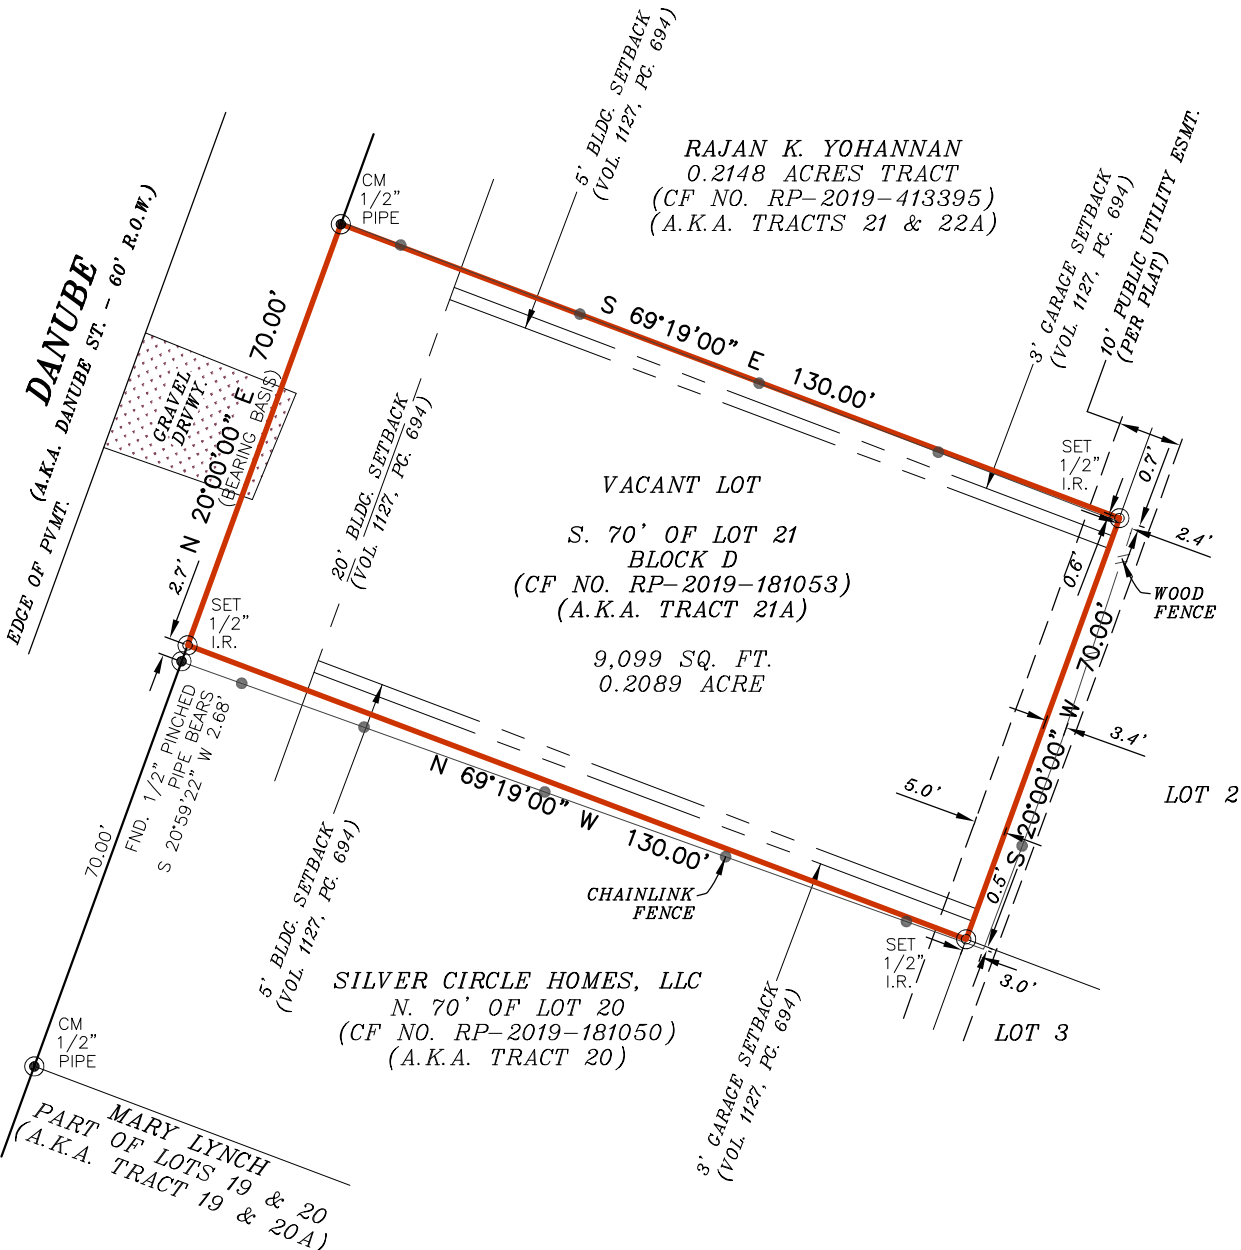 5' BLDG. SETBACK
(VOL. 1127, PG. 694)
RAJAN K. YOHANNAN
0.2148 ACRES TRACT
(CF NO. RP-2019-413395)
(A.K.A. TRACTS 21 & 22A)
3' GARAGE SETBACK
(VOL. 1127, PG. 694)
10' PUBLIC UTILITY ESMT.
(PER PLAT)
CM
1/2"
PIPE
DANUBE
(A.K.A. DANUBE ST. - 60' R.O.W.)
EDGE OF PVMT.
GRAVEL
DRVWY
N 20°00'00" E 70.00'
(BEARING BASIS)
S 69°19'00" E 130.00'
20' BLDG. SETBACK
(VOL. 1127, PG. 694)
SET
1/2"
I.R.
0.7'
2.4'
0.6'
WOOD
FENCE
VACANT LOT
S. 70' OF LOT 21
BLOCK D
(CF NO. RP-2019-181053)
(A.K.A. TRACT 21A)
9,099 SQ. FT.
0.2089 ACRE
2.7'
SET
1/2"
I.R.
FND. 1/2" PINCHED
PIPE BEARS
S 20°59'22" W 2.68'
70.00'
S 20°00'00" W 70.00'
3.4'
LOT 2
5.0'
0.5'
N 69°19'00" W 130.00'
CHAINLINK
FENCE
5' BLDG. SETBACK
(VOL. 1127, PG. 694)
SET
1/2"
I.R.
3.0'
LOT 3
SILVER CIRCLE HOMES, LLC
N. 70' OF LOT 20
(CF NO. RP-2019-181050)
(A.K.A. TRACT 20)
3' GARAGE SETBACK
(VOL. 1127, PG. 694)
CM
1/2"
PIPE
MARY LYNCH
PART OF LOTS 19 & 20
(A.K.A. TRACT 19 & 20A)